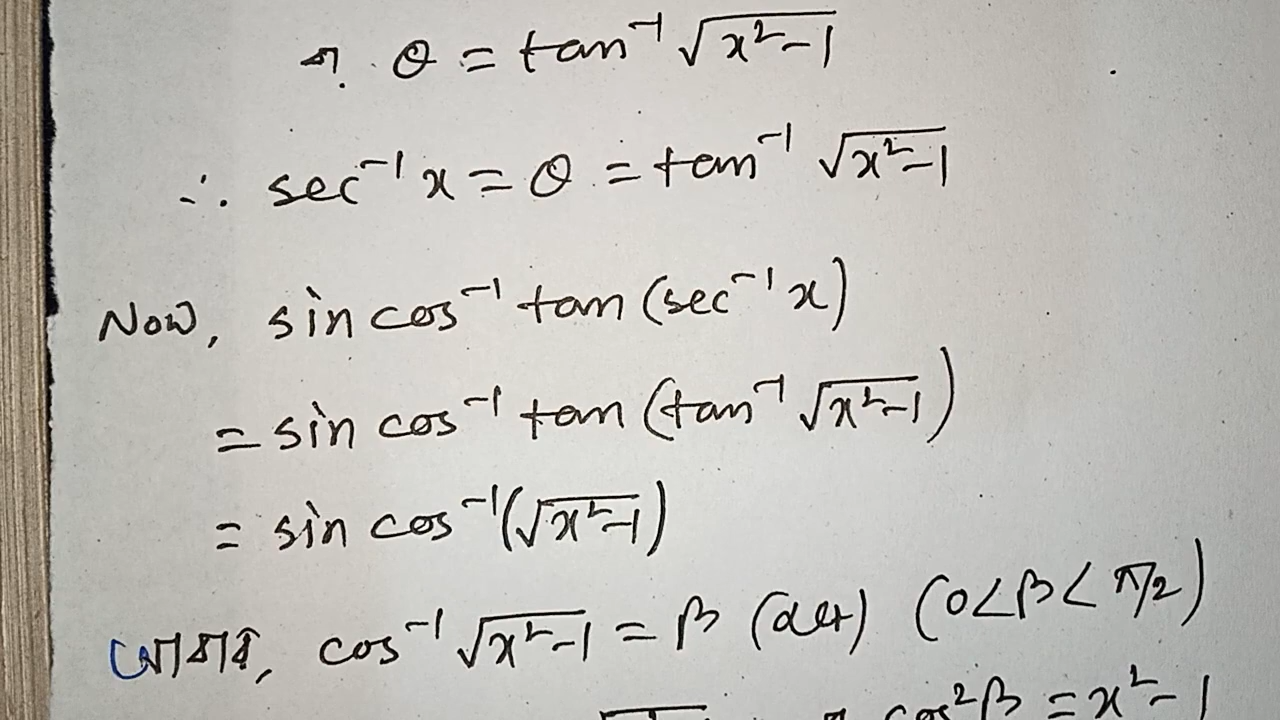 বা, θ = tan⁻¹ √(x²-1)
∴ sec⁻¹ x = θ = tan⁻¹ √(x²-1)
Now, sin cos⁻¹ tan (sec⁻¹ x)
= sin cos⁻¹ tan (tan⁻¹ √(x²-1))
= sin cos⁻¹ (√(x²-1))
cos⁻¹ √(x²-1) = β (let) (0<β<π/2)
cos²β = x²-1